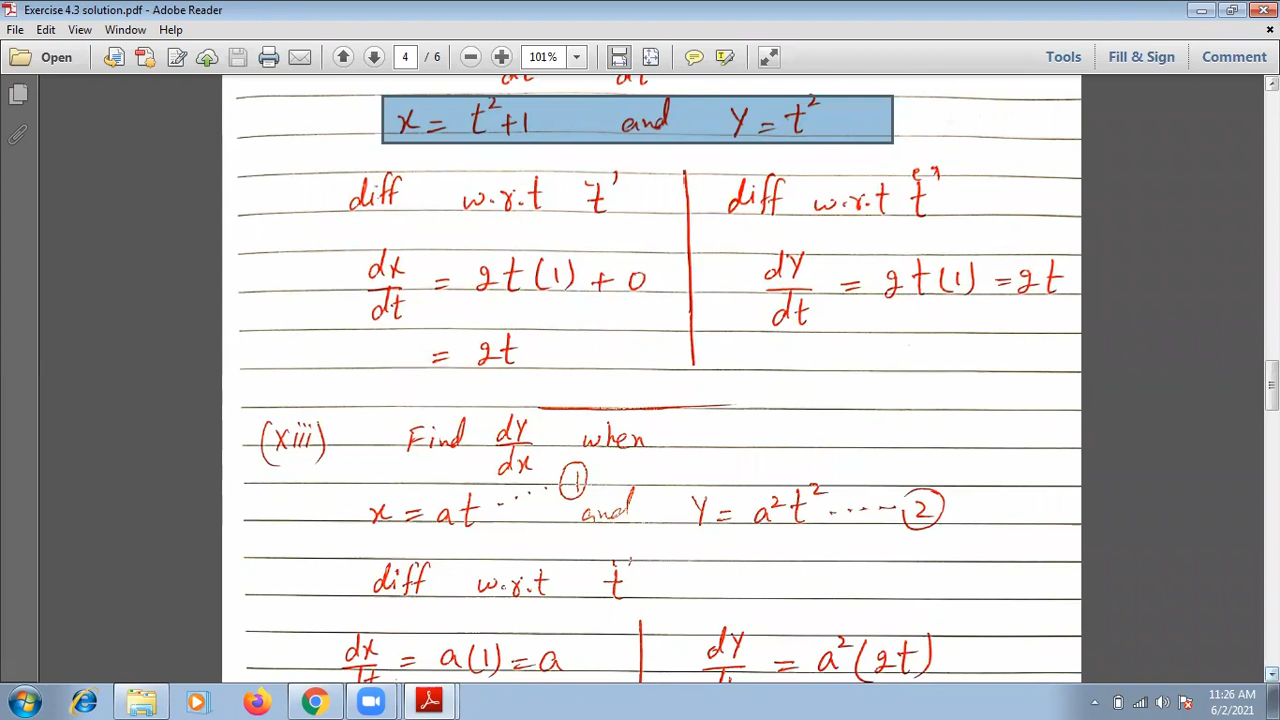 Exercise 4.3 solution.pdf - Adobe Reader
File Edit View Window Help
Open 4 / 6 101% Tools Fill & Sign Comment
dt dt
x = t²+1 and y = t²
diff w.r.t 't' diff w.r.t 't'
dx/dt = 2t(1) + 0 dy/dt = 2t(1) = 2t
= 2t
(xiii) Find dy/dx when
x = at ..... ① and y = a²t² ..... ②
diff w.r.t 't'
dx/dt = a(1) = a dy/dt = a²(2t)
11:26 AM
6/2/2021